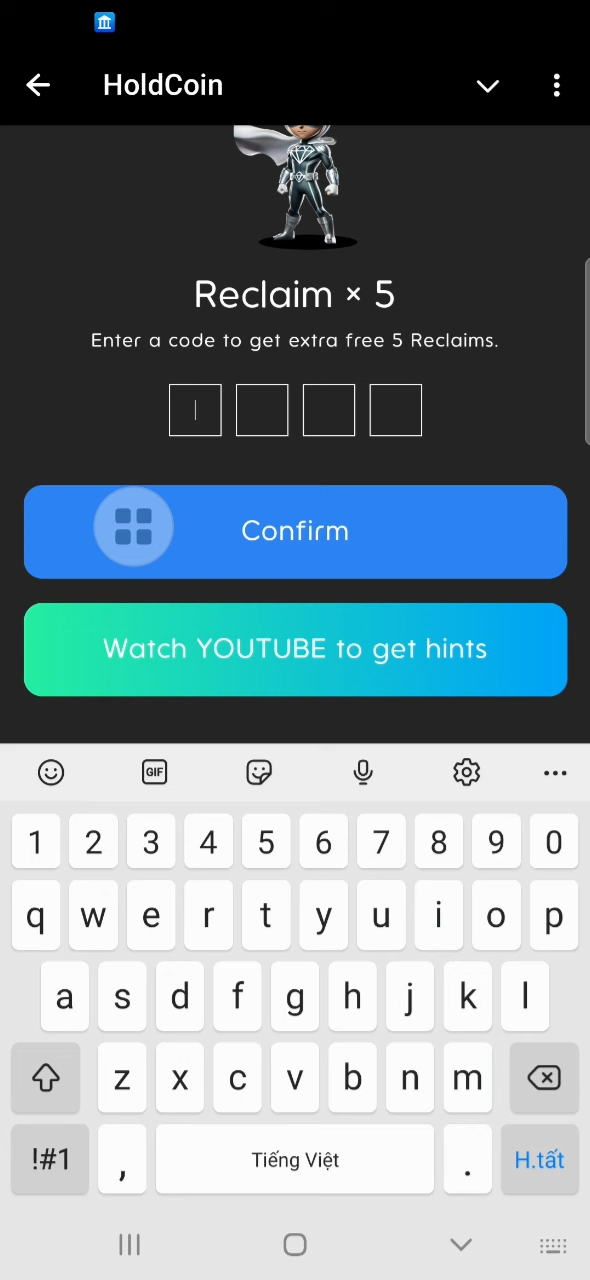 HoldCoin
Reclaim × 5
Enter a code to get extra free 5 Reclaims.
Confirm
Watch YOUTUBE to get hints
GIF
1 2 3 4 5 6 7 8 9 0
q w e r t y u i o p
a s d f g h j k l
z x c v b n m
!#1 , Tiếng Việt . H.tất